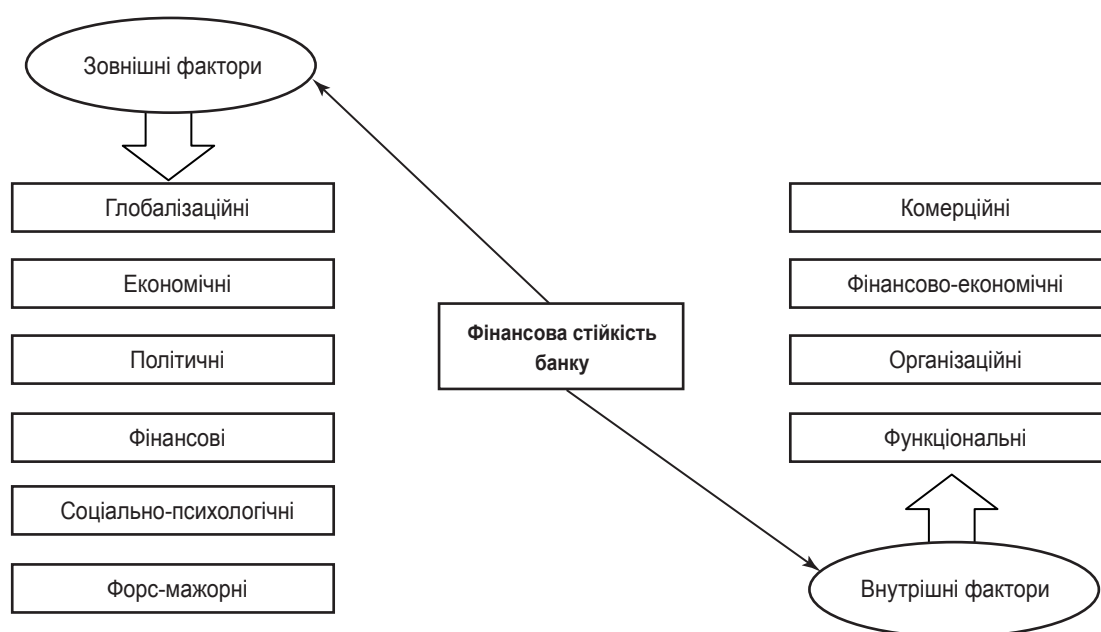 Зовнішні фактори
Глобалізаційні
Економічні
Політичні
Фінансові
Соціально-психологічні
Форс-мажорні
Фінансова стійкість
банку
Комерційні
Фінансово-економічні
Організаційні
Функціональні
Внутрішні фактори